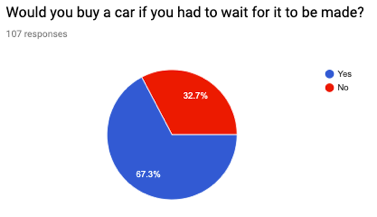 Would you buy a car if you had to wait for it to be made?
107 responses
Yes
No
32.7%
67.3%